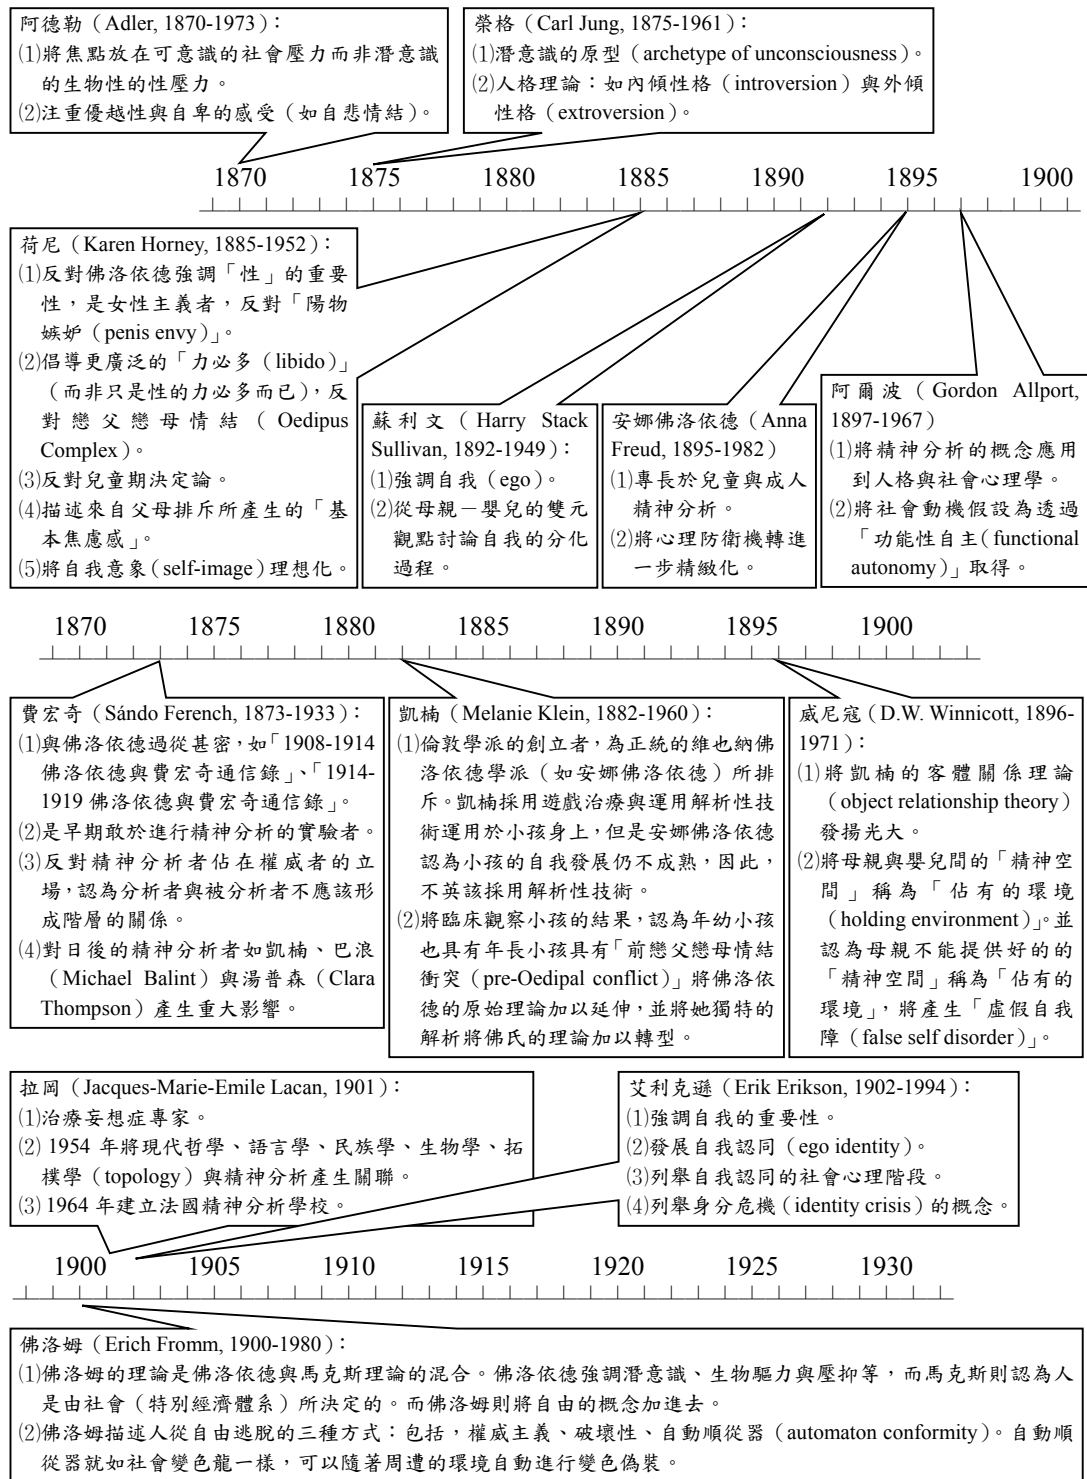 阿德勒（Adler, 1870-1973）：
⑴將焦點放在可意識的社會壓力而非潛意識
的生物性的性壓力。
⑵注重優越性與自卑的感受（如自悲情結）。
榮格（Carl Jung, 1875-1961）：
⑴潛意識的原型（archetype of unconsciousness）。
⑵人格理論：如內傾性格（introversion）與外傾
性格（extroversion）。
1870 1875 1880 1885 1890 1895 1900
荷尼（Karen Horney, 1885-1952）：
⑴反對佛洛依德強調「性」的重要
性，是女性主義者，反對「陽物
嫉妒（penis envy）」。
⑵倡導更廣泛的「力必多（libido）」
（而非只是性的力必多而已），反
對戀父戀母情結（Oedipus
Complex）。
⑶反對兒童期決定論。
⑷描述來自父母排斥所產生的「基
本焦慮感」。
⑸將自我意象（self-image）理想化。
蘇利文（Harry Stack
Sullivan, 1892-1949）：
⑴強調自我（ego）。
⑵從母親－嬰兒的雙元
觀點討論自我的分化
過程。
安娜佛洛依德（Anna
Freud, 1895-1982）
⑴專長於兒童與成人
精神分析。
⑵將心理防衛機轉進
一步精緻化。
阿爾波（Gordon Allport,
1897-1967）
⑴將精神分析的概念應用
到人格與社會心理學。
⑵將社會動機假設為透過
「功能性自主（functional
autonomy）」取得。
1870 1875 1880 1885 1890 1895 1900
費宏奇（Sándo Ferench, 1873-1933）：
⑴與佛洛依德過從甚密，如「1908-1914
佛洛依德與費宏奇通信錄」、「1914-
1919 佛洛依德與費宏奇通信錄」。
⑵是早期敢於進行精神分析的實驗者。
⑶反對精神分析者佔在權威者的立
場，認為分析者與被分析者不應該形
成階層的關係。
⑷對日後的精神分析者如凱楠、巴浪
（Michael Balint）與湯普森（Clara
Thompson）產生重大影響。
凱楠（Melanie Klein, 1882-1960）：
⑴倫敦學派的創立者，為正統的維也納佛
洛依德學派（如安娜佛洛依德）所排
斥。凱楠採用遊戲治療與運用解析性技
術運用於小孩身上，但是安娜佛洛依德
認為小孩的自我發展仍不成熟，因此，
不英該採用解析性技術。
⑵將臨床觀察小孩的結果，認為年幼小孩
也具有年長小孩具有「前戀父戀母情結
衝突（pre-Oedipal conflict）」將佛洛依
德的原始理論加以延伸，並將她獨特的
解析將佛氏的理論加以轉型。
威尼寇（D.W. Winnicott, 1896-
1971）：
⑴將凱楠的客體關係理論
（object relationship theory）
發揚光大。
⑵將母親與嬰兒間的「精神空
間」稱為「佔有的環境
（holding environment）」。並
認為母親不能提供好的的
「精神空間」稱為「佔有的
環境」，將產生「虛假自我
障（false self disorder）」。
拉岡（Jacques-Marie-Emile Lacan, 1901）：
⑴治療妄想症專家。
⑵ 1954 年將現代哲學、語言學、民族學、生物學、拓
樸學（topology）與精神分析產生關聯。
⑶ 1964 年建立法國精神分析學校。
艾利克遜（Erik Erikson, 1902-1994）
⑴強調自我的重要性。
⑵發展自我認同（ego identity）。
⑶列舉自我認同的社會心理階段。
⑷列舉身分危機（identity crisis）的概念。
1900 1905 1910 1915 1920 1925 1930
佛洛姆（Erich Fromm, 1900-1980）：
⑴佛洛姆的理論是佛洛依德與馬克斯理論的混合。佛洛依德強調潛意識、生物驅力與壓抑等，而馬克斯則認為人
是由社會（特別經濟體系）所決定的。而佛洛姆則將自由的概念加進去。
⑵佛洛姆描述人從自由逃脫的三種方式：包括，權威主義、破壞性、自動順從器（automaton conformity）。自動順
從器就如社會變色龍一樣，可以隨著周遭的環境自動進行變色偽裝。